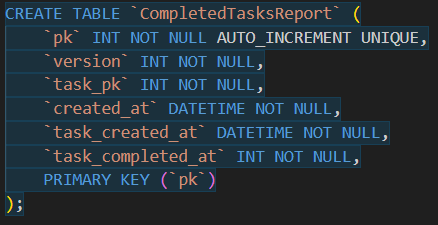 CREATE TABLE `CompletedTasksReport` (
    `pk` INT NOT NULL AUTO_INCREMENT UNIQUE,
    `version` INT NOT NULL,
    `task_pk` INT NOT NULL,
    `created_at` DATETIME NOT NULL,
    `task_created_at` DATETIME NOT NULL,
    `task_completed_at`  INT NOT NULL,
    PRIMARY KEY (`pk`)
);